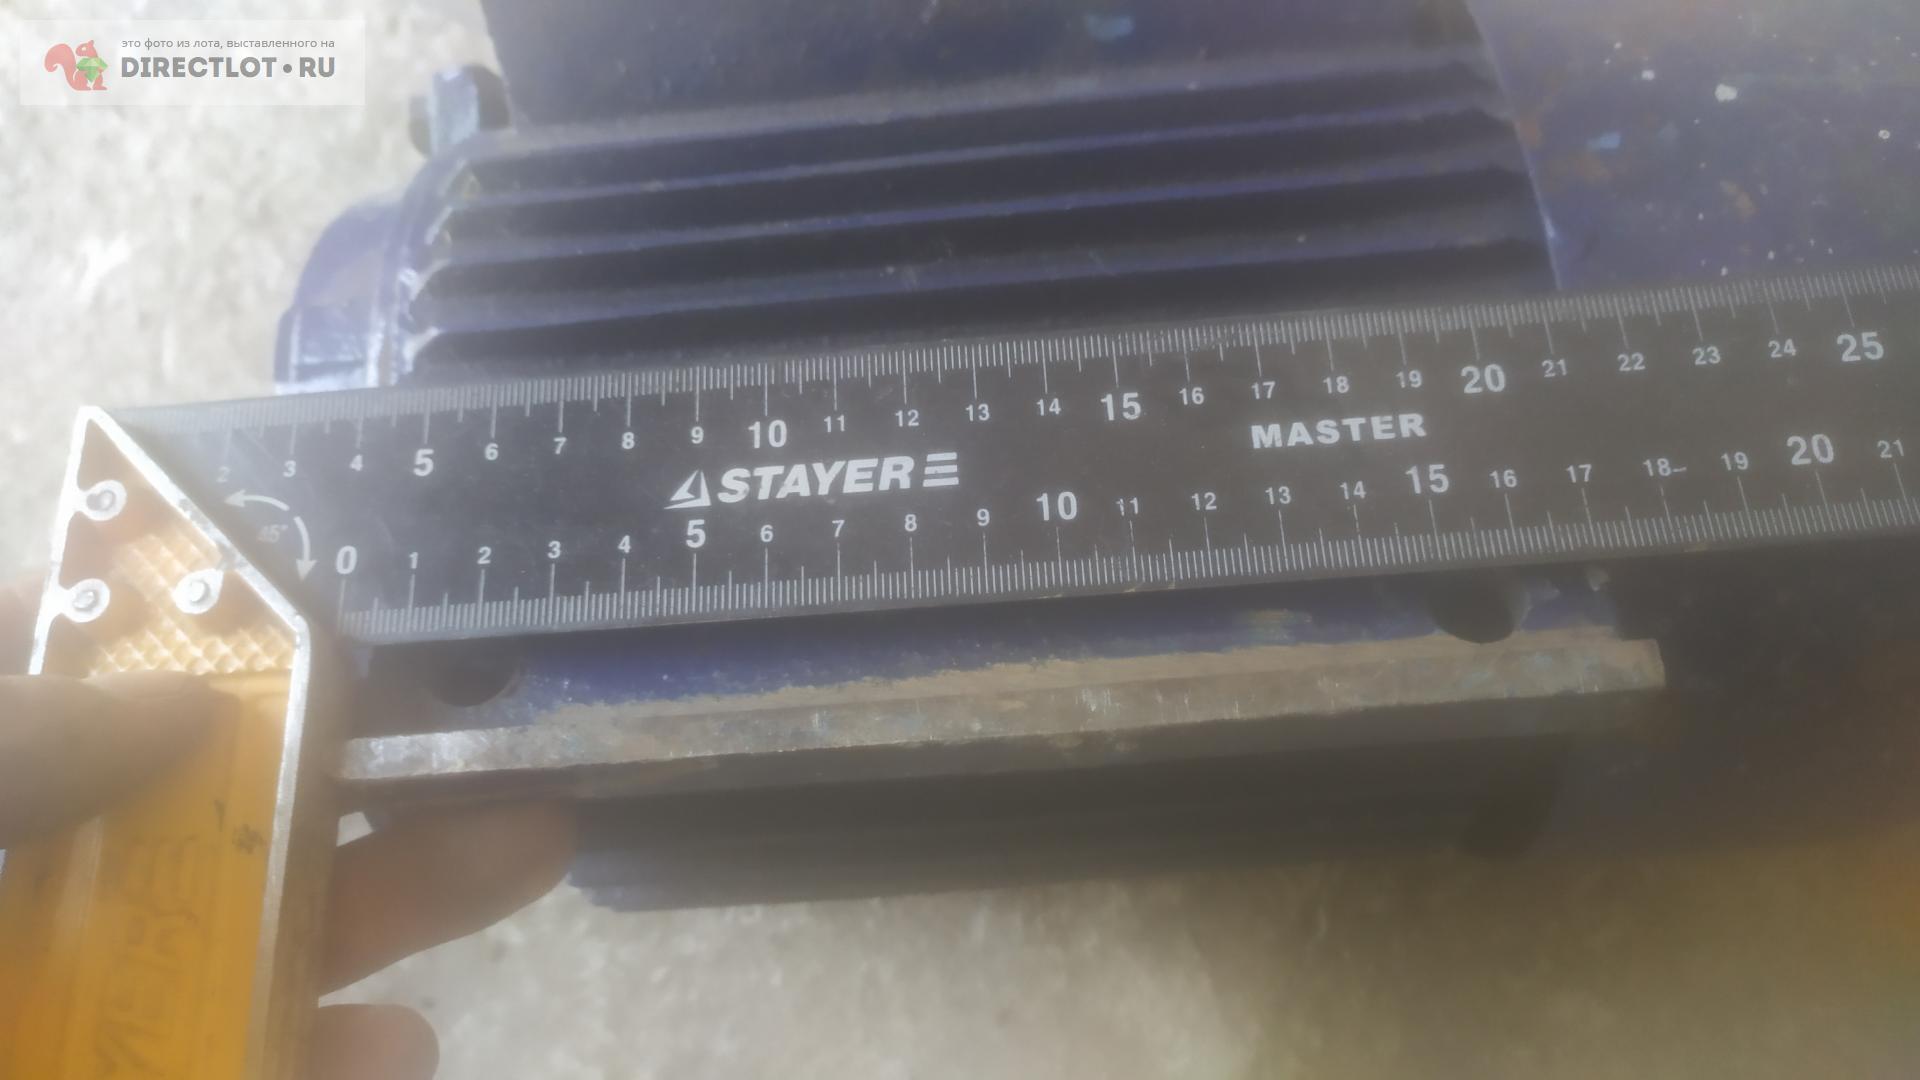 это фото из лота, выставленного на
DIRECTLOT•RU
2 3 4 5 6 7 8 9 10 11 12 13 14 15 16 17 18 19 20 21 22 23 24 25
MASTER
STAYER
45°
0 1 2 3 4 5 6 7 8 9 10 11 12 13 14 15 16 17 18 19 20 21